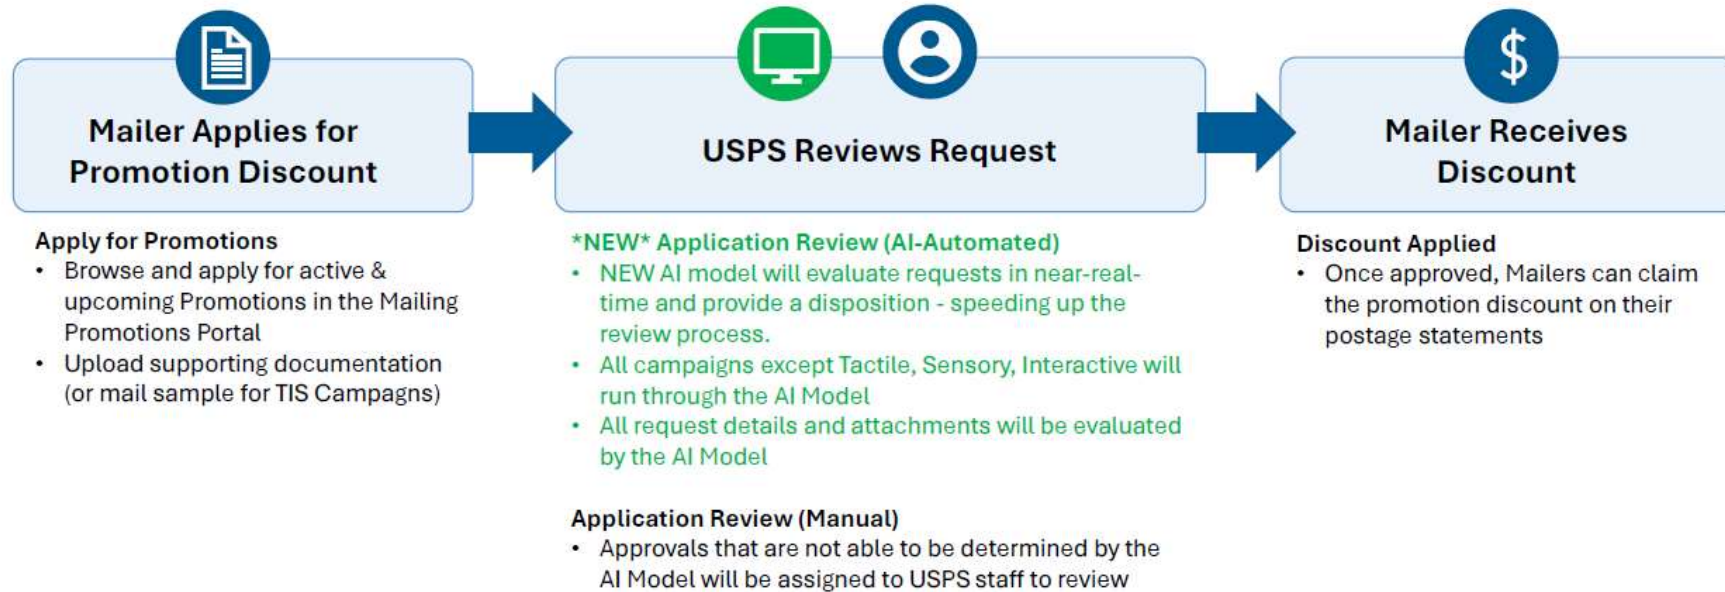 Mailer Applies for
Promotion Discount
Apply for Promotions
• Browse and apply for active &
upcoming Promotions in the Mailing
Promotions Portal
• Upload supporting documentation
(or mail sample for TIS Campagns)
USPS Reviews Request
*NEW* Application Review (AI-Automated)
• NEW AI model will evaluate requests in near-real-
time and provide a disposition - speeding up the
review process.
• All campaigns except Tactile, Sensory, Interactive will
run through the AI Model
• All request details and attachments will be evaluated
by the AI Model
Application Review (Manual)
• Approvals that are not able to be determined by the
AI Model will be assigned to USPS staff to review
$
Mailer Receives
Discount
Discount Applied
• Once approved, Mailers can claim
the promotion discount on their
postage statements